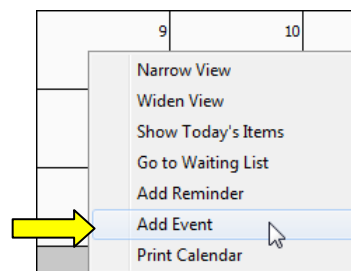 9 10
Narrow View
Widen View
Show Today's Items
Go to Waiting List
Add Reminder
Add Event
Print Calendar